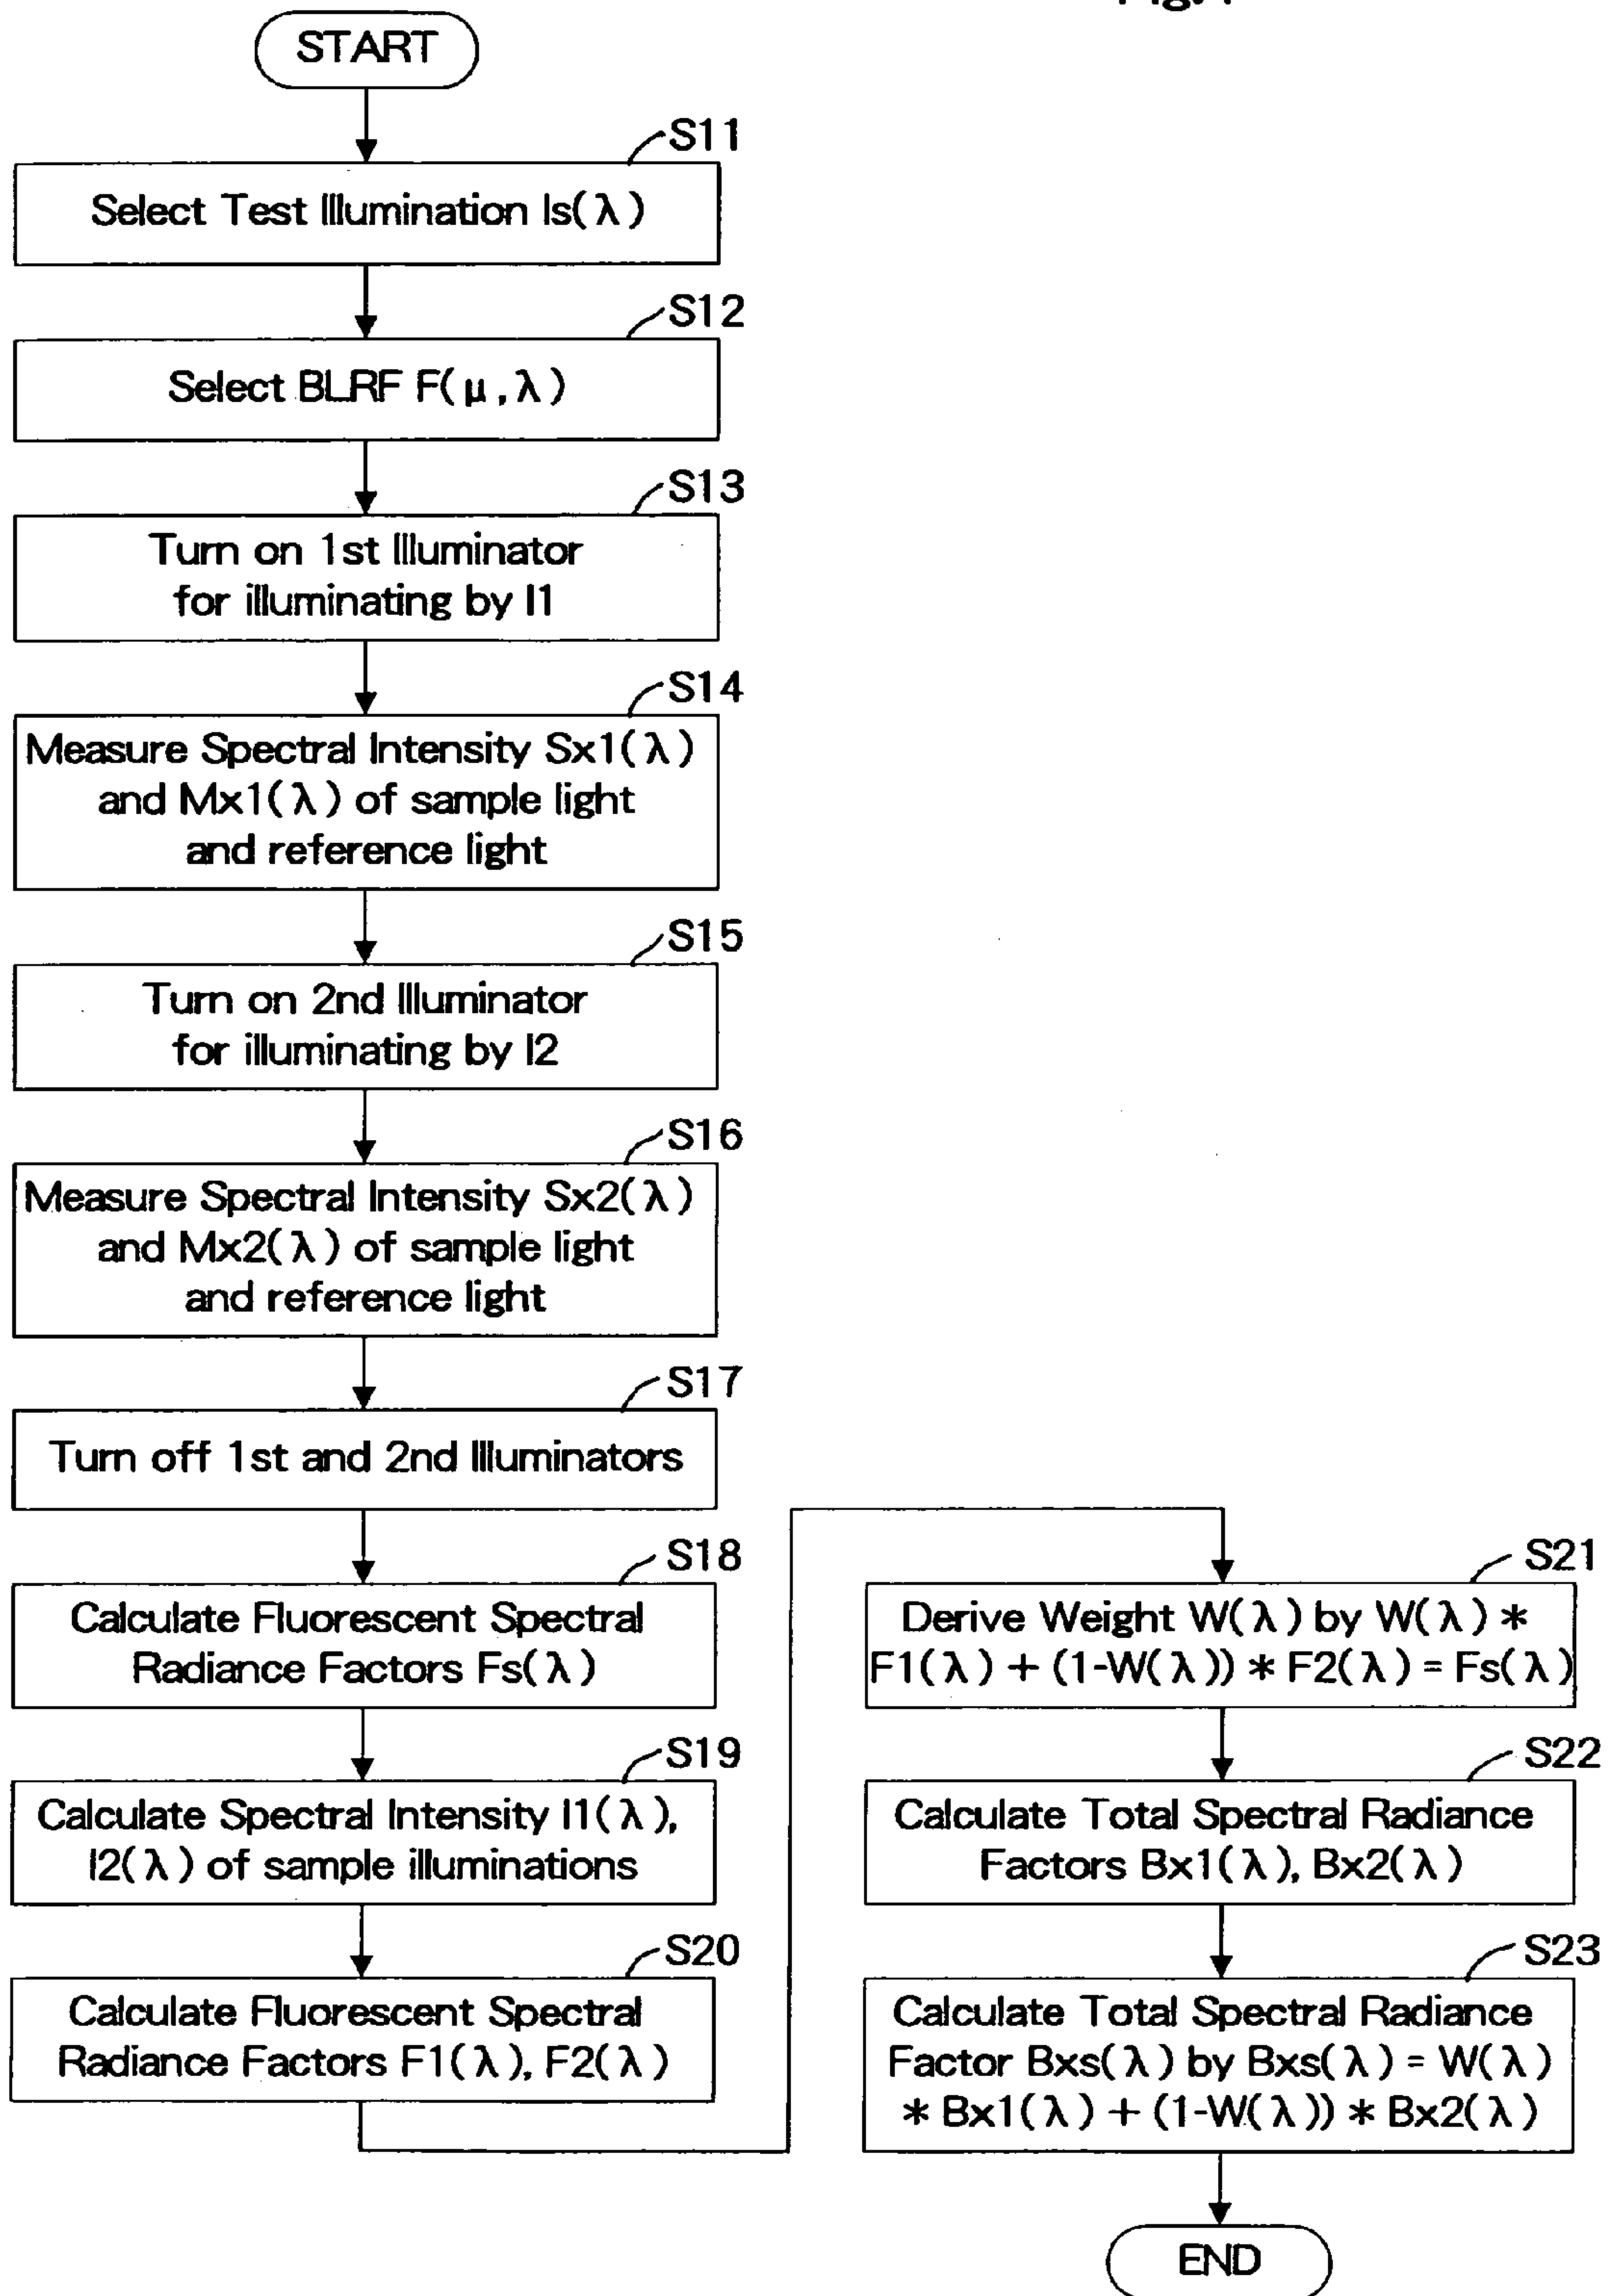 START
S11
Select Test Illumination Is(λ)
S12
Select BLRF F(μ,λ)
S13
Turn on 1st Illuminator
for illuminating by I1
S14
Measure Spectral Intensity Sx1(λ)
and Mx1(λ) of sample light
and reference light
S15
Turn on 2nd Illuminator
for illuminating by I2
S16
Measure Spectral Intensity Sx2(λ)
and Mx2(λ) of sample light
and reference light
S17
Turn off 1st and 2nd Illuminators
S18
Calculate Fluorescent Spectral
Radiance Factors Fs(λ)
S19
Calculate Spectral Intensity I1(λ),
I2(λ) of sample illuminations
S20
Calculate Fluorescent Spectral
Radiance Factors F1(λ), F2(λ)
S21
Derive Weight W(λ) by W(λ) *
F1(λ) + (1-W(λ)) * F2(λ) = Fs(λ)
S22
Calculate Total Spectral Radiance
Factors Bx1(λ), Bx2(λ)
S23
Calculate Total Spectral Radiance
Factor Bxs(λ) by Bxs(λ) = W(λ)
* Bx1(λ) + (1-W(λ)) * Bx2(λ)
END